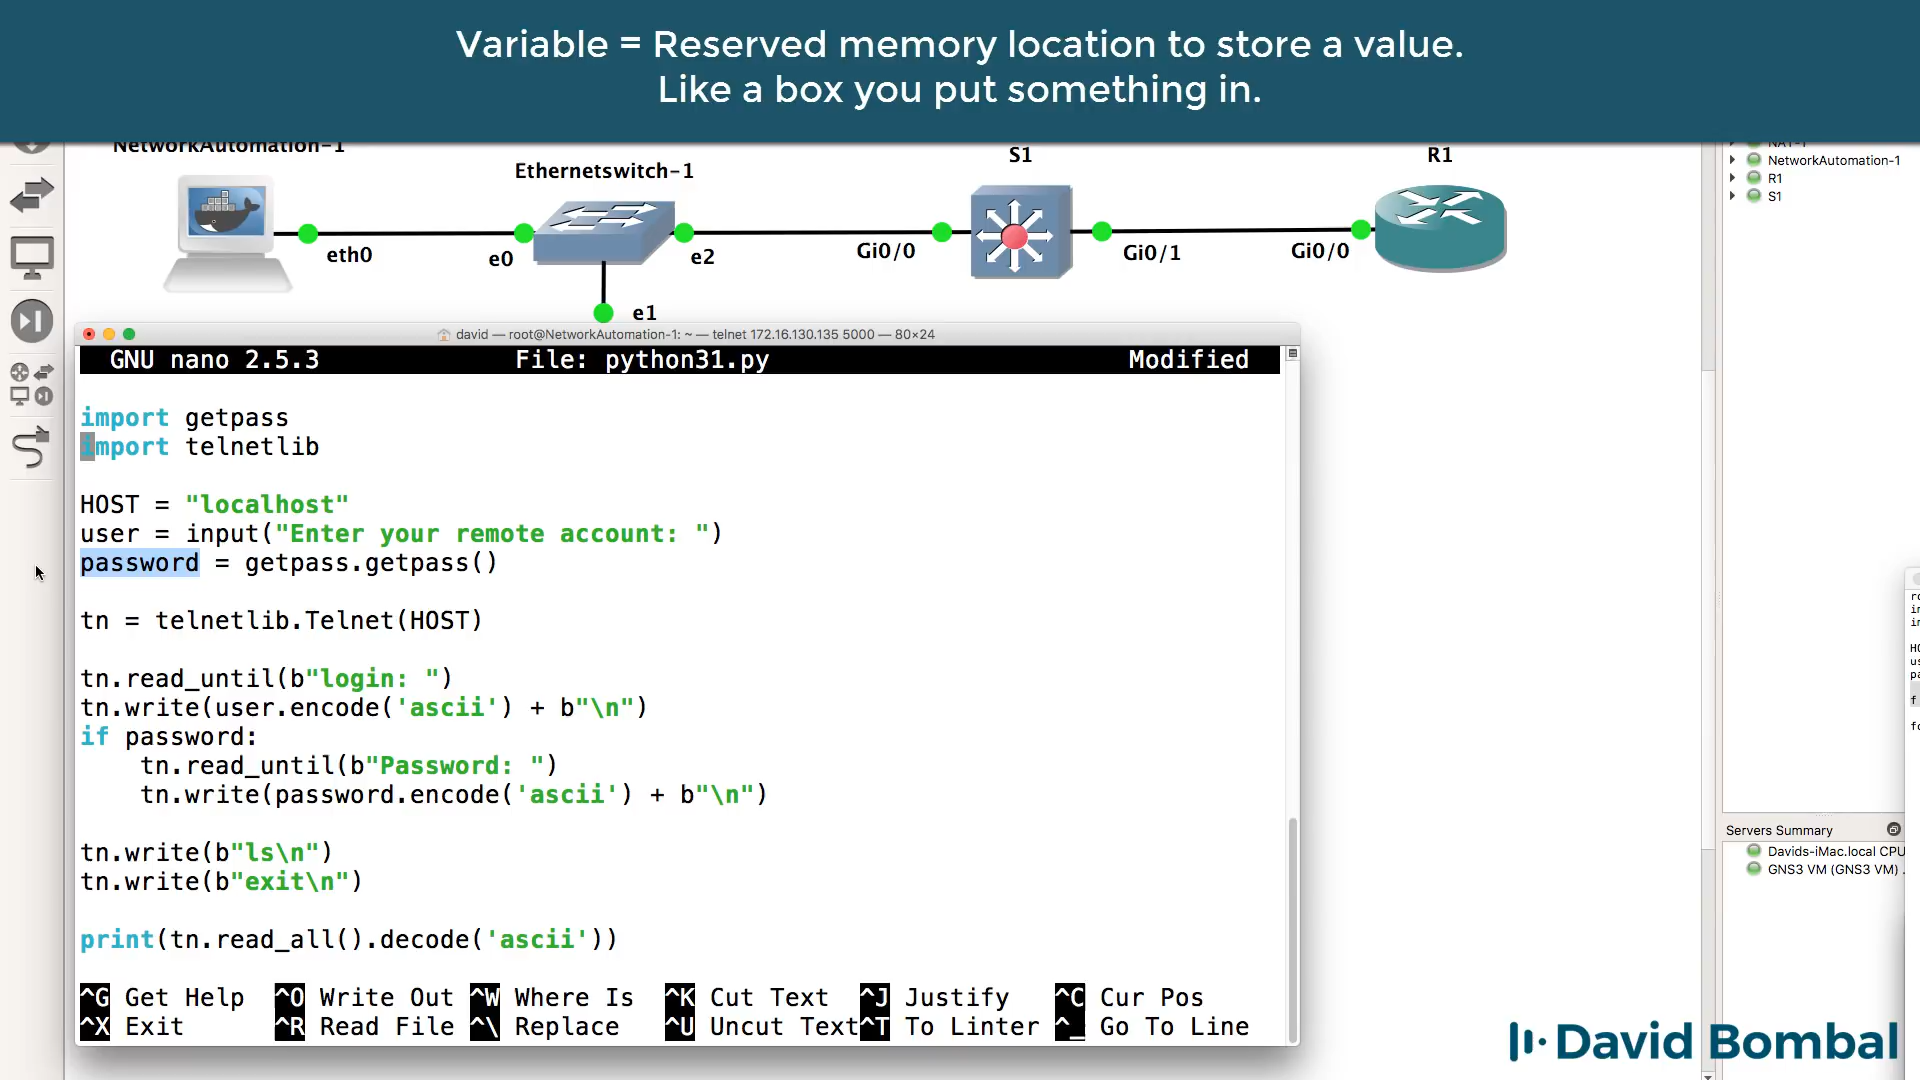 Variable = Reserved memory location to store a value.
Like a box you put something in.
NetworkAutomation-1
Ethernetswitch-1
S1
R1
eth0
e0
e2
Gi0/0
Gi0/1
Gi0/0
e1
NetworkAutomation-1
R1
S1
david — root@NetworkAutomation-1: ~ — telnet 172.16.130.135 5000 — 80×24
GNU nano 2.5.3 File: python31.py Modified
import getpass
import telnetlib
HOST = "localhost"
user = input("Enter your remote account: ")
password = getpass.getpass()
tn = telnetlib.Telnet(HOST)
tn.read_until(b"login: ")
tn.write(user.encode('ascii') + b"\n")
if password:
    tn.read_until(b"Password: ")
    tn.write(password.encode('ascii') + b"\n")
tn.write(b"ls\n")
tn.write(b"exit\n")
print(tn.read_all().decode('ascii'))
^G Get Help ^O Write Out ^W Where Is ^K Cut Text ^J Justify ^C Cur Pos
^X Exit ^R Read File ^\ Replace ^U Uncut Text ^T To Linter ^_ Go To Line
Servers Summary
Davids-iMac.local CPU
GNS3 VM (GNS3 VM)
David Bombal